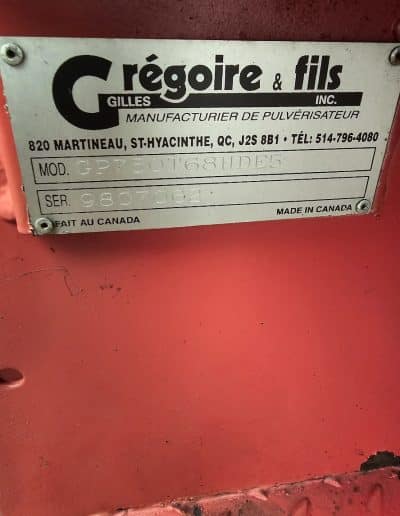 Grégoire & fils
GILLES INC.
MANUFACTURIER DE PULVÉRISATEUR
820 MARTINEAU, ST-HYACINTHE, QC, J2S 8B1 • TÉL: 514-796-4080
MOD.
SER.
FAIT AU CANADA MADE IN CANADA